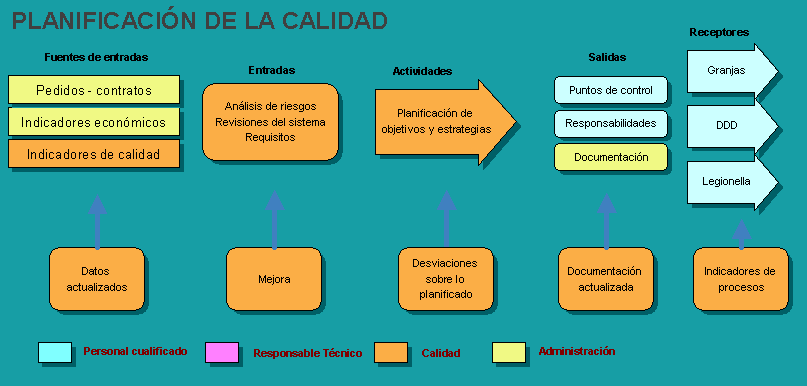 PLANIFICACIÓN DE LA CALIDAD
Fuentes de entradas
Pedidos - contratos
Indicadores económicos
Indicadores de calidad
Entradas
Análisis de riesgos
Revisiones del sistema
Requisitos
Actividades
Planificación de
objetivos y estrategias
Salidas
Puntos de control
Responsabilidades
Documentación
Receptores
Granjas
DDD
Legionella
Datos
actualizados
Mejora
Desviaciones
sobre lo
planificado
Documentación
actualizada
Indicadores de
procesos
Personal cualificado
Responsable Técnico
Calidad
Administración